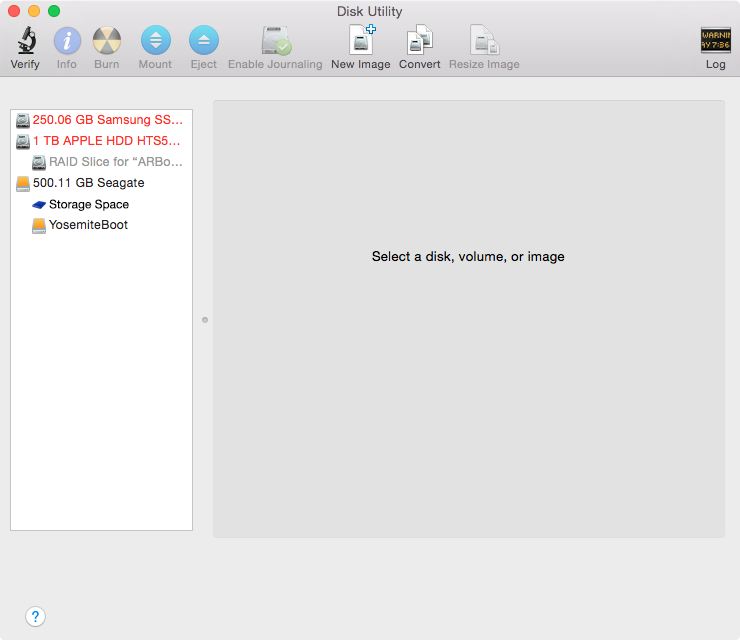 Disk Utility
Verify Info Burn Mount Eject Enable Journaling New Image Convert Resize Image Log
WARNIN
AY 7:36
250.06 GB Samsung SS...
1 TB APPLE HDD HTS5...
RAID Slice for “ARBo...
500.11 GB Seagate
Storage Space
YosemiteBoot
Select a disk, volume, or image
?